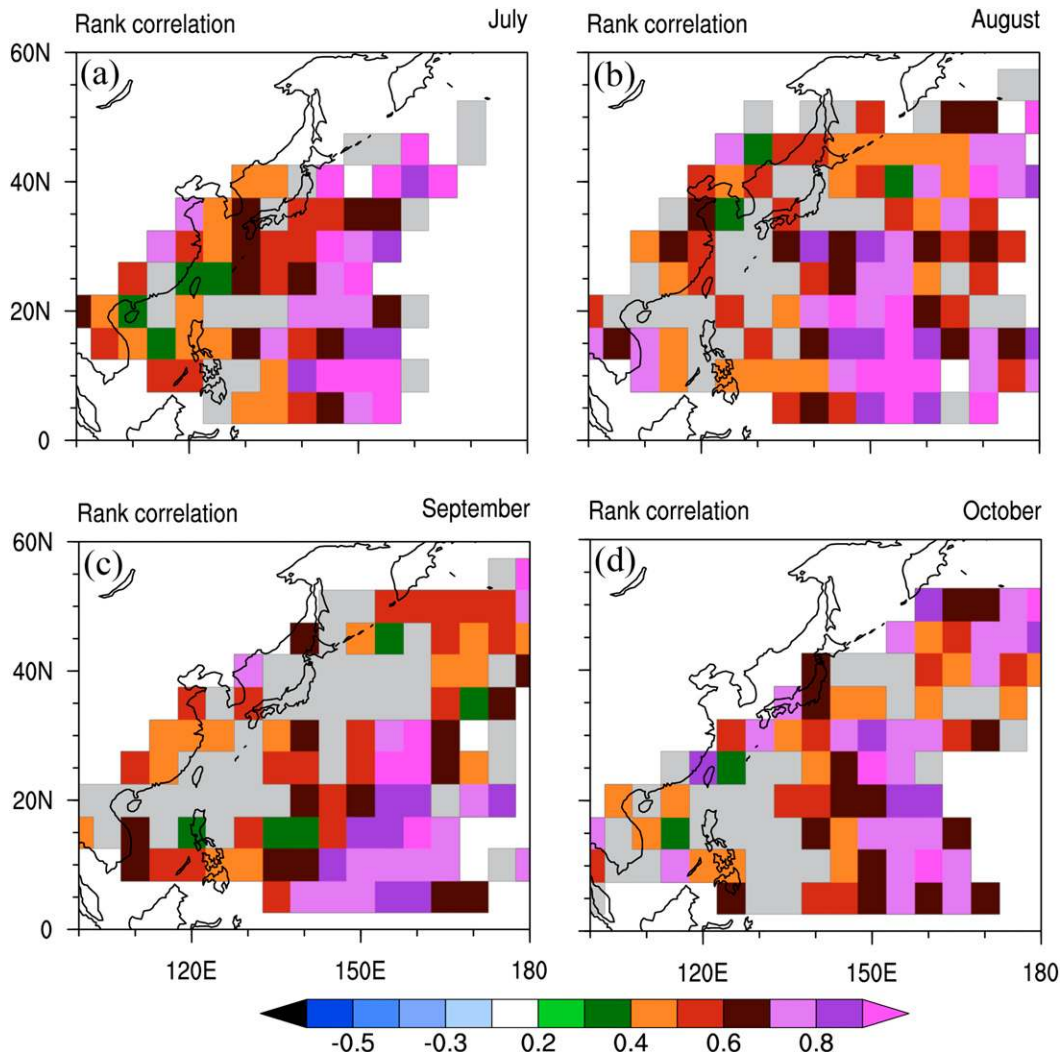 Rank correlation July
(a)
60N
40N
20N
0
Rank correlation August
(b)
Rank correlation September
(c)
60N
40N
20N
0
120E 150E 180
Rank correlation October
(d)
120E 150E 180
-0.5 -0.3 0.2 0.4 0.6 0.8